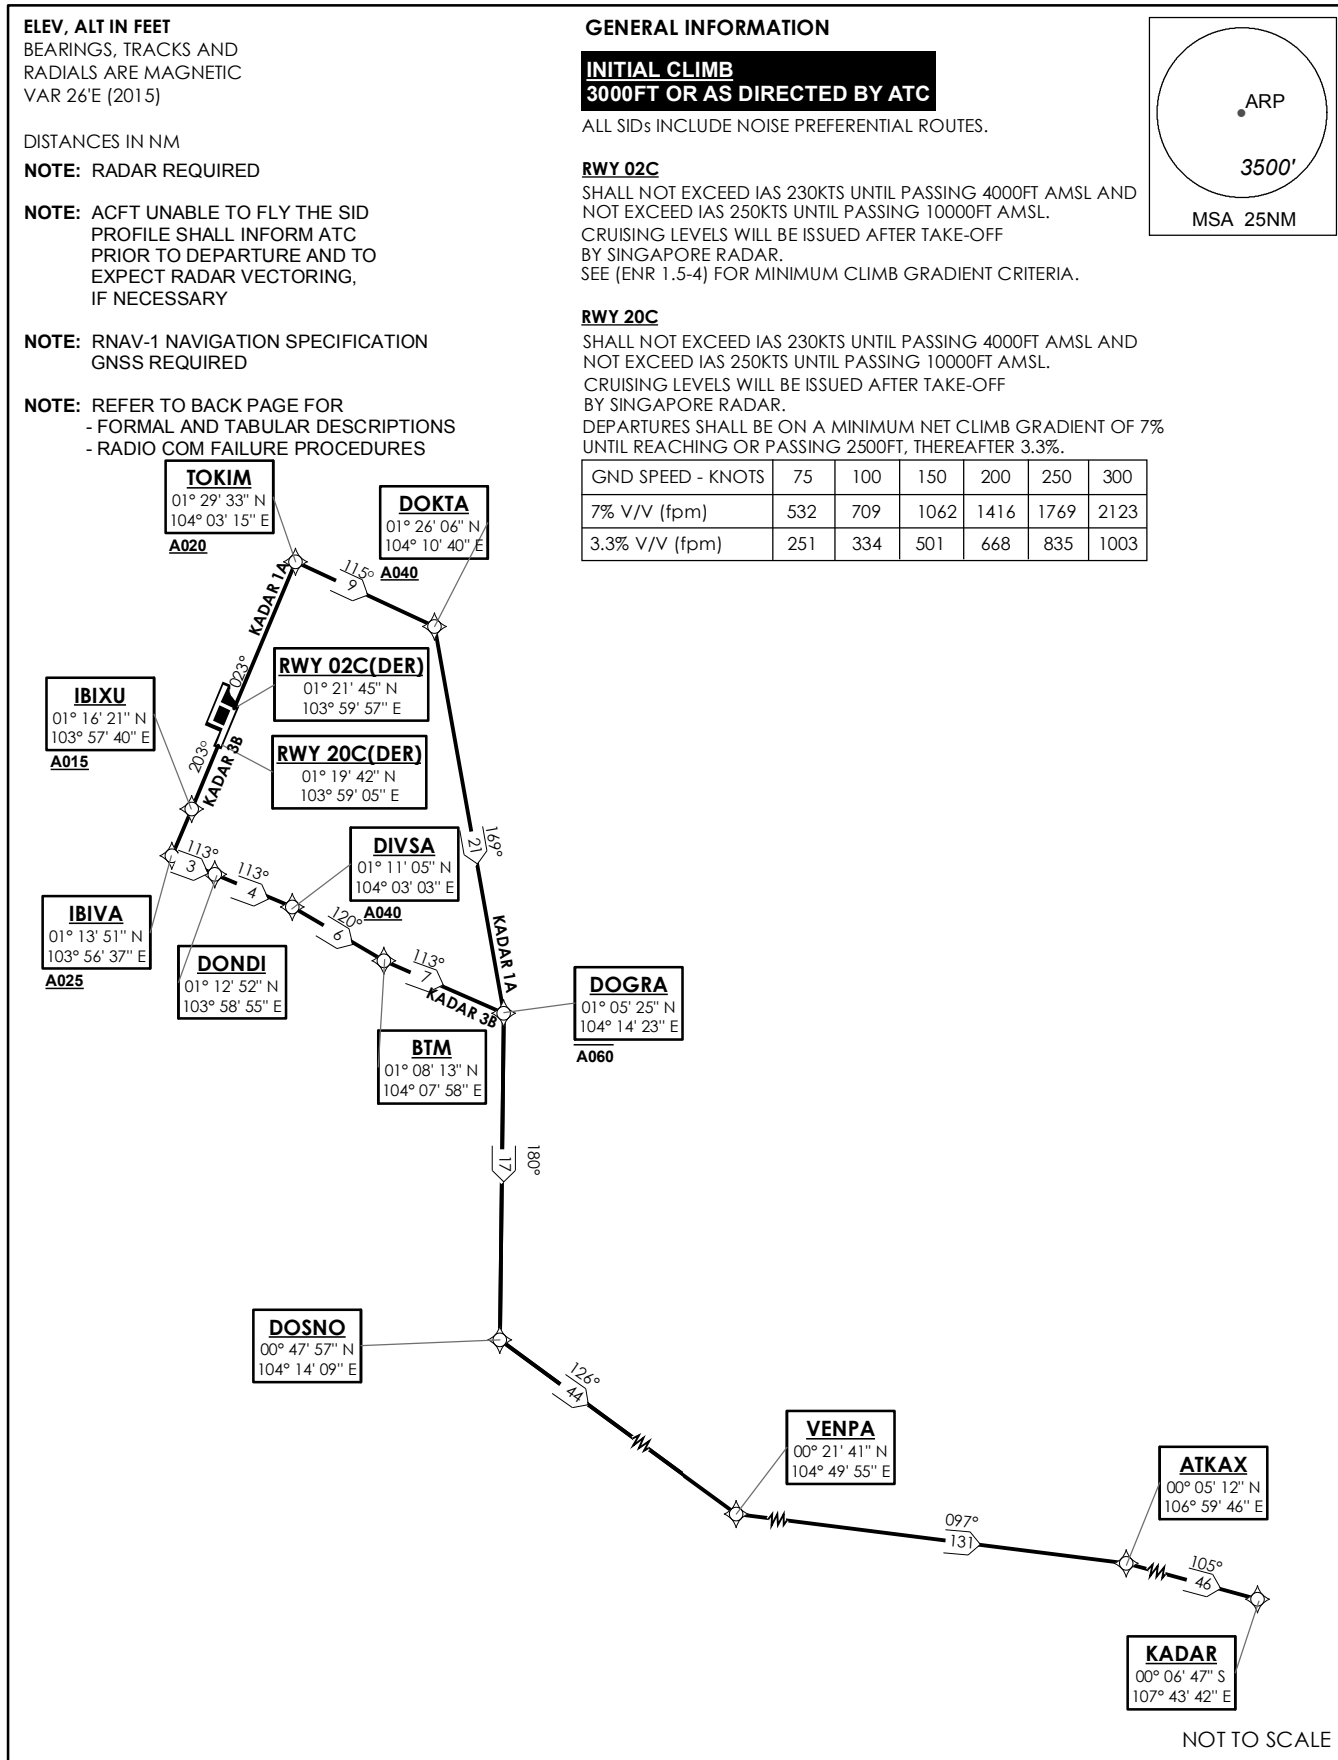 ELEV, ALT IN FEET
BEARINGS, TRACKS AND
RADIALS ARE MAGNETIC
VAR 26'E (2015)
DISTANCES IN NM
NOTE: RADAR REQUIRED
NOTE: ACFT UNABLE TO FLY THE SID
PROFILE SHALL INFORM ATC
PRIOR TO DEPARTURE AND TO
EXPECT RADAR VECTORING,
IF NECESSARY
NOTE: RNAV-1 NAVIGATION SPECIFICATION
GNSS REQUIRED
NOTE: REFER TO BACK PAGE FOR
- FORMAL AND TABULAR DESCRIPTIONS
- RADIO COM FAILURE PROCEDURES
GENERAL INFORMATION
INITIAL CLIMB
3000FT OR AS DIRECTED BY ATC
ALL SIDs INCLUDE NOISE PREFERENTIAL ROUTES.
RWY 02C
SHALL NOT EXCEED IAS 230KTS UNTIL PASSING 4000FT AMSL AND
NOT EXCEED IAS 250KTS UNTIL PASSING 10000FT AMSL.
CRUISING LEVELS WILL BE ISSUED AFTER TAKE-OFF
BY SINGAPORE RADAR.
SEE (ENR 1.5-4) FOR MINIMUM CLIMB GRADIENT CRITERIA.
RWY 20C
SHALL NOT EXCEED IAS 230KTS UNTIL PASSING 4000FT AMSL AND
NOT EXCEED IAS 250KTS UNTIL PASSING 10000FT AMSL.
CRUISING LEVELS WILL BE ISSUED AFTER TAKE-OFF
BY SINGAPORE RADAR.
DEPARTURES SHALL BE ON A MINIMUM NET CLIMB GRADIENT OF 7%
UNTIL REACHING OR PASSING 2500FT, THEREAFTER 3.3%.
GND SPEED - KNOTS 75 100 150 200 250 300
7% V/V (fpm) 532 709 1062 1416 1769 2123
3.3% V/V (fpm) 251 334 501 668 835 1003
ARP
3500'
MSA 25NM
TOKIM
01° 29' 33" N
104° 03' 15" E
A020
DOKTA
01° 26' 06" N
104° 10' 40" E
A040
115°
9
KADAR 1A
023°
RWY 02C(DER)
01° 21' 45" N
103° 59' 57" E
IBIXU
01° 16' 21" N
103° 57' 40" E
A015
203°
KADAR 3B
RWY 20C(DER)
01° 19' 42" N
103° 59' 05" E
169°
21
KADAR 1A
113°
3
113°
4
DIVSA
01° 11' 05" N
104° 03' 03" E
A040
IBIVA
01° 13' 51" N
103° 56' 37" E
A025
DONDI
01° 12' 52" N
103° 58' 55" E
120°
6
113°
7
KADAR 3B
BTM
01° 08' 13" N
104° 07' 58" E
DOGRA
01° 05' 25" N
104° 14' 23" E
A060
180°
17
DOSNO
00° 47' 57" N
104° 14' 09" E
126°
44
VENPA
00° 21' 41" N
104° 49' 55" E
097°
131
ATKAX
00° 05' 12" N
106° 59' 46" E
105°
46
KADAR
00° 06' 47" S
107° 43' 42" E
NOT TO SCALE